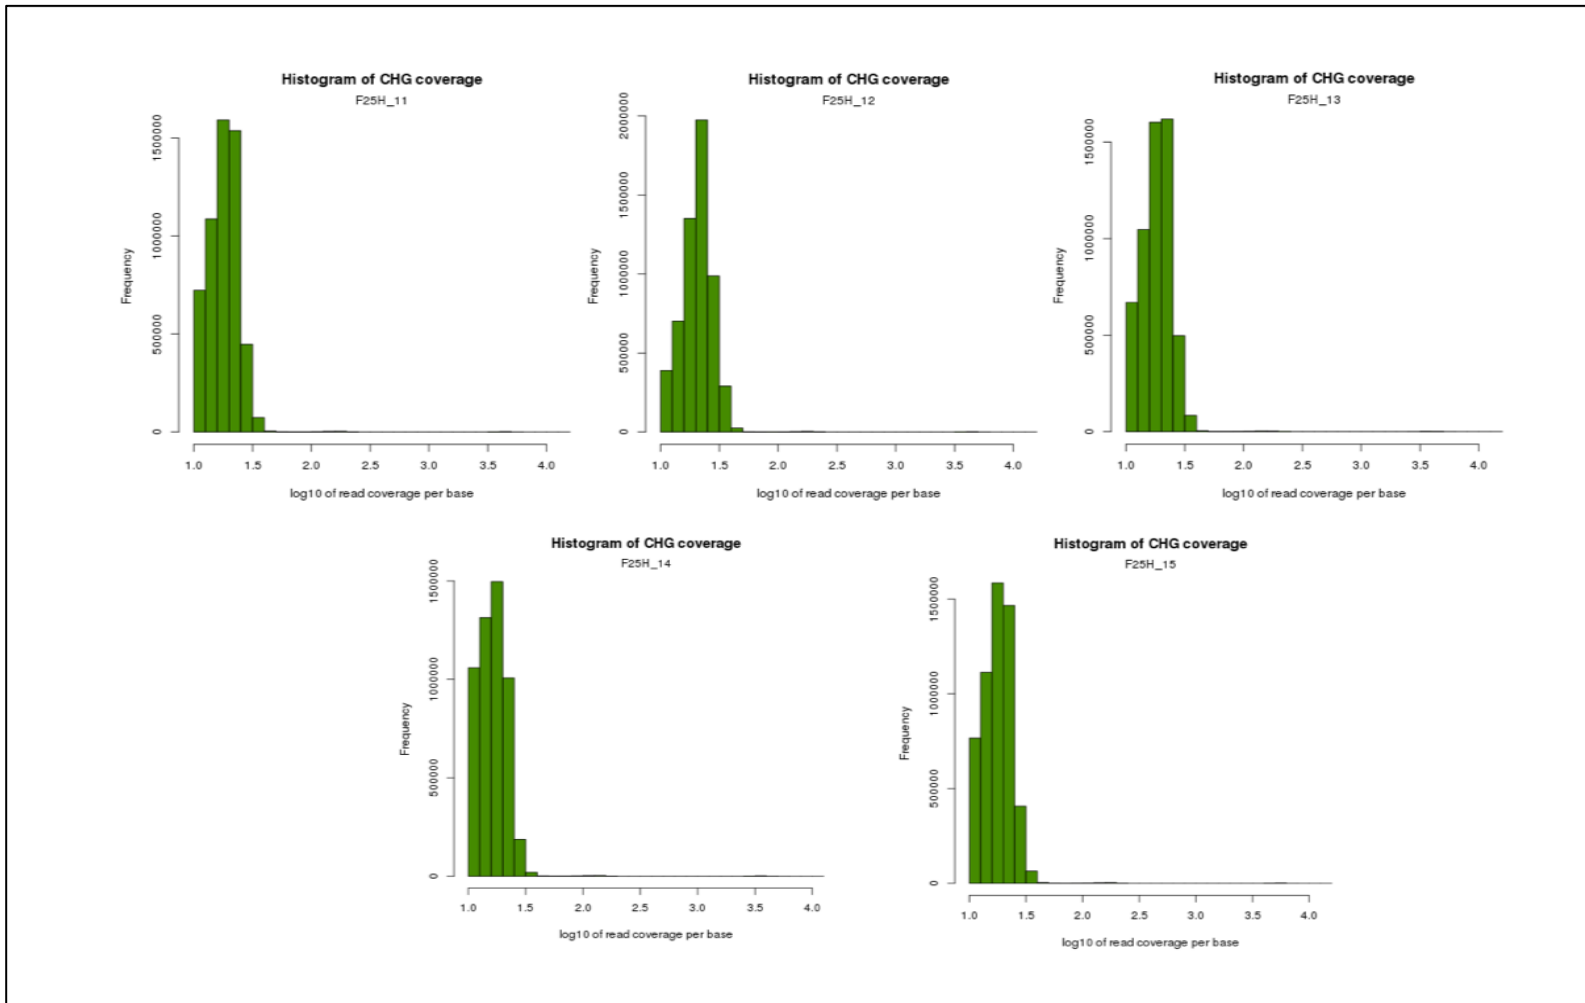 Histogram of CHG coverage
F25H_11
Frequency
0
500000
1000000
1500000
1.0 1.5 2.0 2.5 3.0 3.5 4.0
log10 of read coverage per base
Histogram of CHG coverage
F25H_12
Frequency
0
500000
1000000
1500000
2000000
1.0 1.5 2.0 2.5 3.0 3.5 4.0
log10 of read coverage per base
Histogram of CHG coverage
F25H_13
Frequency
0
500000
1000000
1500000
1.0 1.5 2.0 2.5 3.0 3.5 4.0
log10 of read coverage per base
Histogram of CHG coverage
F25H_14
Frequency
0
500000
1000000
1500000
1.0 1.5 2.0 2.5 3.0 3.5 4.0
log10 of read coverage per base
Histogram of CHG coverage
F25H_15
Frequency
0
500000
1000000
1500000
1.0 1.5 2.0 2.5 3.0 3.5 4.0
log10 of read coverage per base